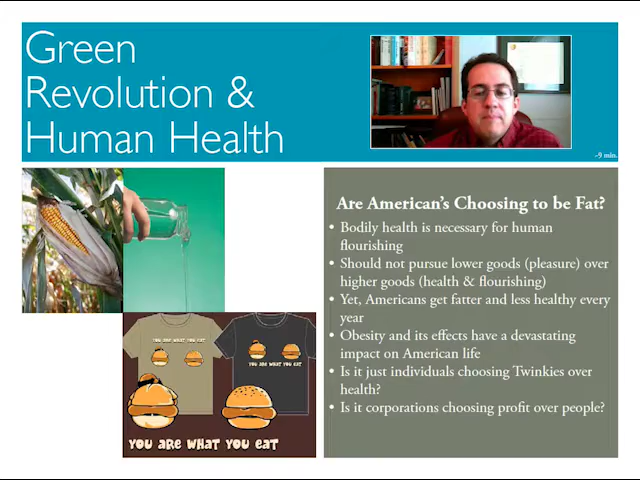 Green
Revolution &
Human Health
~9 min.
Are American's Choosing to be Fat?
• Bodily health is necessary for human
flourishing
• Should not pursue lower goods (pleasure) over
higher goods (health & flourishing)
• Yet, Americans get fatter and less healthy every
year
• Obesity and its effects have a devastating
impact on American life
• Is it just individuals choosing Twinkies over
health?
• Is it corporations choosing profit over people?
YOU ARE WHAT YOU EAT
YOU ARE WHAT YOU EAT
YOU ARE WHAT YOU EAT